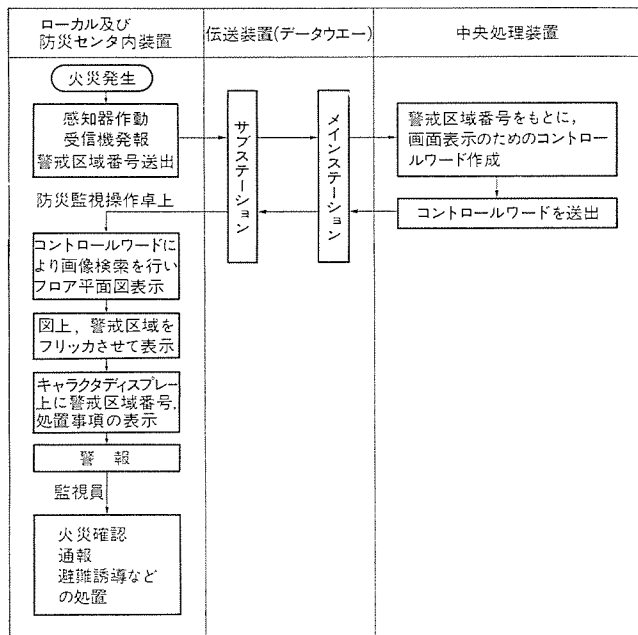 ローカル及び
防災センタ内装置
伝送装置(データウエー)
中央処理装置
火災発生
感知器作動
受信機発報
警戒区域番号送出
サブステーション
メインステーション
警戒区域番号をもとに,
画面表示のためのコントロー
ルワード作成
コントロールワードを送出
防災監視操作卓上
コントロールワードに
より画像検索を行い
フロア平面図表示
図上,警戒区域を
フリッカさせて表示
キャラクタディスプレー
上に警戒区域番号,
処置事項の表示
警報
監視員
火災確認
通報
避難誘導など
の処置